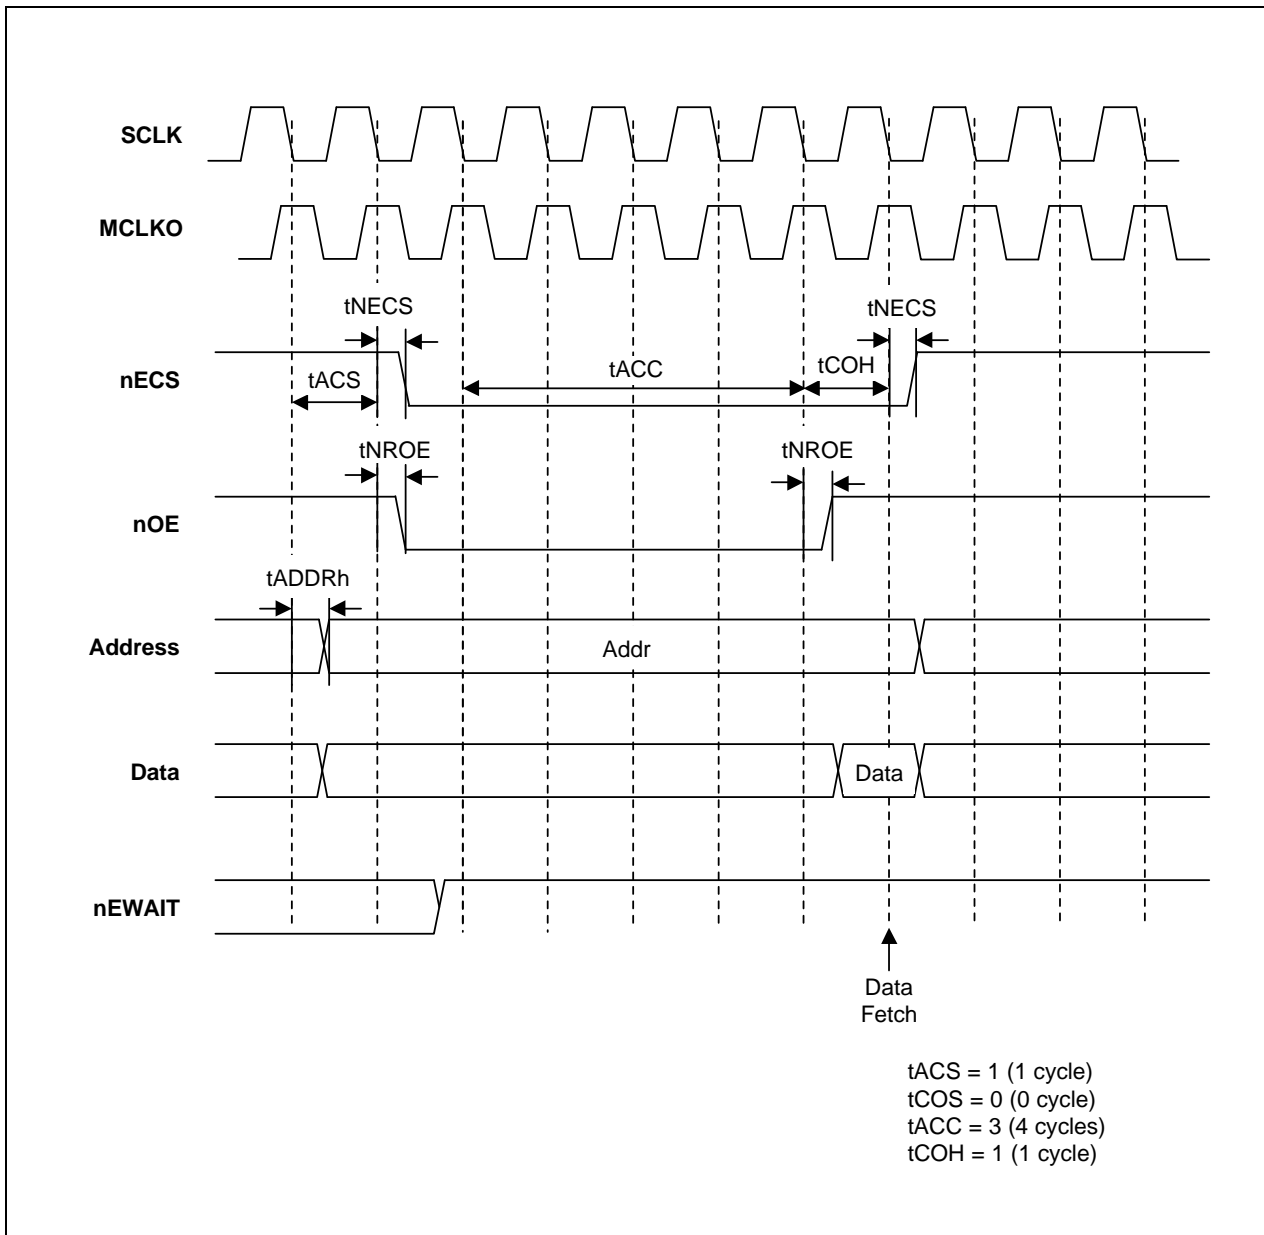 SCLK
MCLKO
tNECS
tNECS
nECS
tACS
tACC
tCOH
tNROE
tNROE
nOE
tADDRh
Address
Addr
Data
Data
nEWAIT
Data
Fetch
tACS = 1 (1 cycle)
tCOS = 0 (0 cycle)
tACC = 3 (4 cycles)
tCOH = 1 (1 cycle)